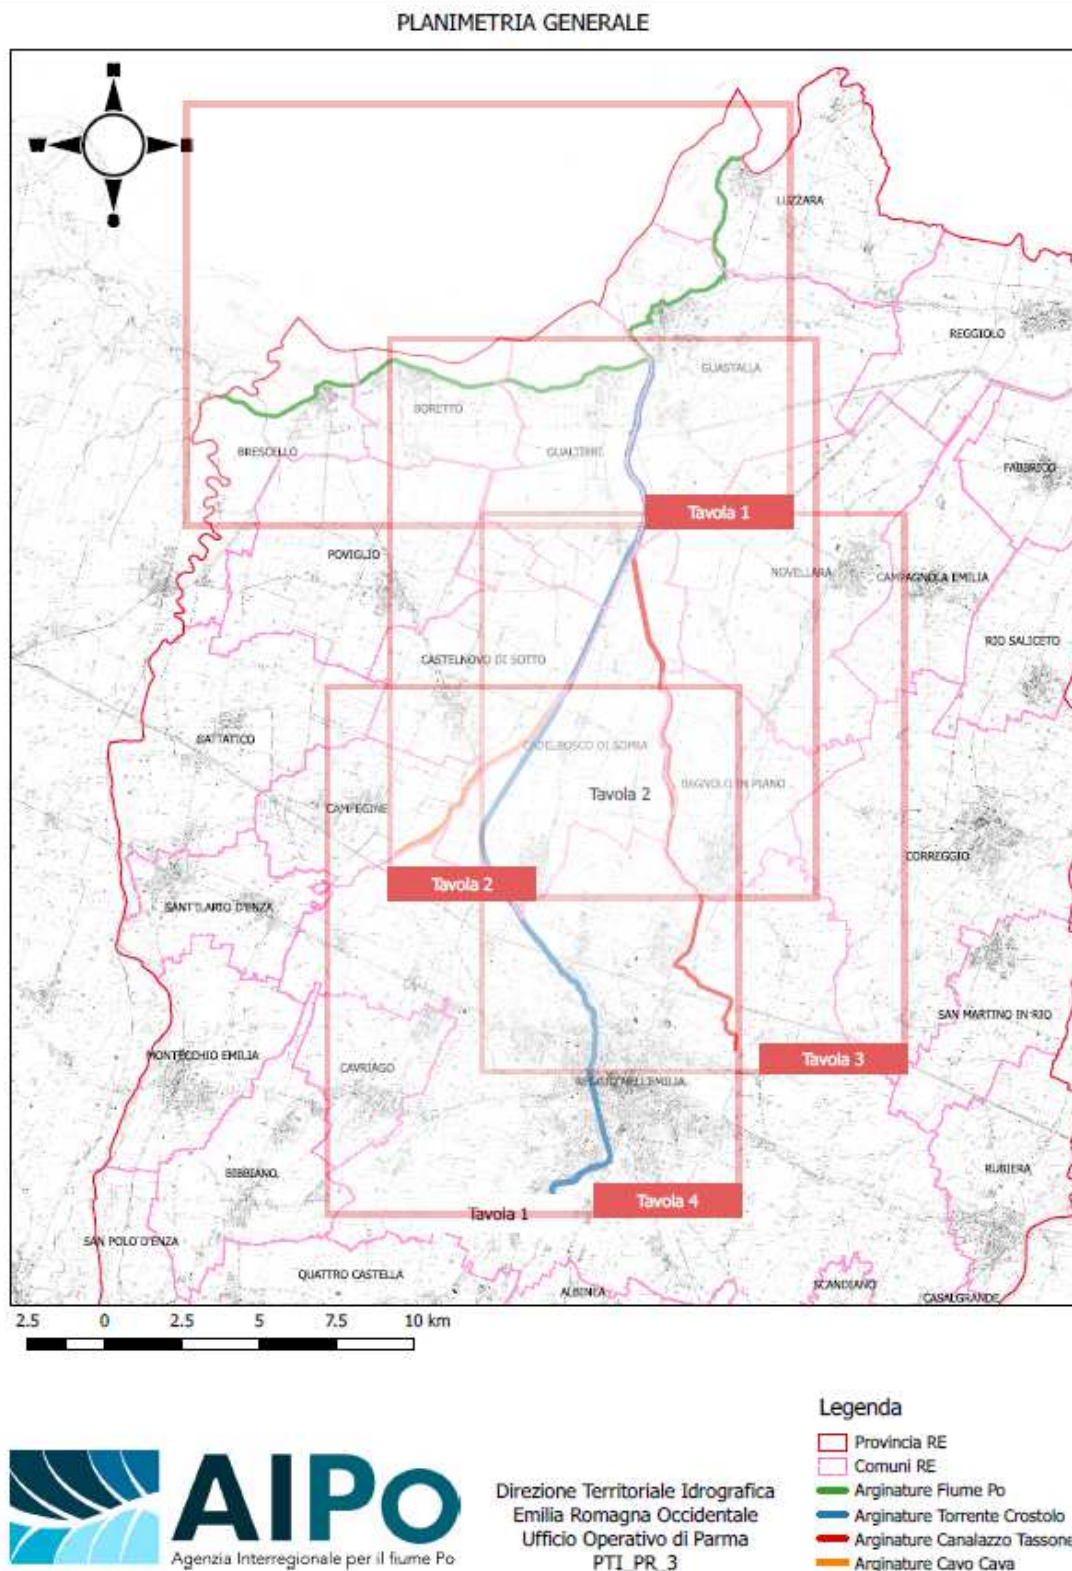 PLANIMETRIA GENERALE
LUZZARA
REGGIOLO
GUASTALLA
BORETTO
BRESCELLO
GUALTIERI
FABBRICO
Tavola 1
POVIGLIO
NOVELLARA
CAMPAGNOLA EMILIA
RIO SALICETO
CASTELNOVO DI SOTTO
GATTATICO
CADELBOSCO DI SOPRA
BAGNOLO IN PIANO
Tavola 2
CAMPEGINE
CORREGGIO
Tavola 2
SANT'ILARIO D'ENZA
SAN MARTINO IN RIO
MONTECCHIO EMILIA
CAVRIAGO
Tavola 3
REGGIO NELL'EMILIA
BIBBIANO
RUBIERA
Tavola 4
Tavola 1
SAN POLO D'ENZA
QUATTRO CASTELLA
ALBINEA
SCANDIANO
CASALGRANDE
2.5 0 2.5 5 7.5 10 km
Legenda
Provincia RE
Comuni RE
Arginature Fiume Po
Arginature Torrente Crostolo
Arginature Canalazzo Tassone
Arginature Cavo Cava
AIPo
Agenzia Interregionale per il fiume Po
Direzione Territoriale Idrografica
Emilia Romagna Occidentale
Ufficio Operativo di Parma
PTI_PR_3